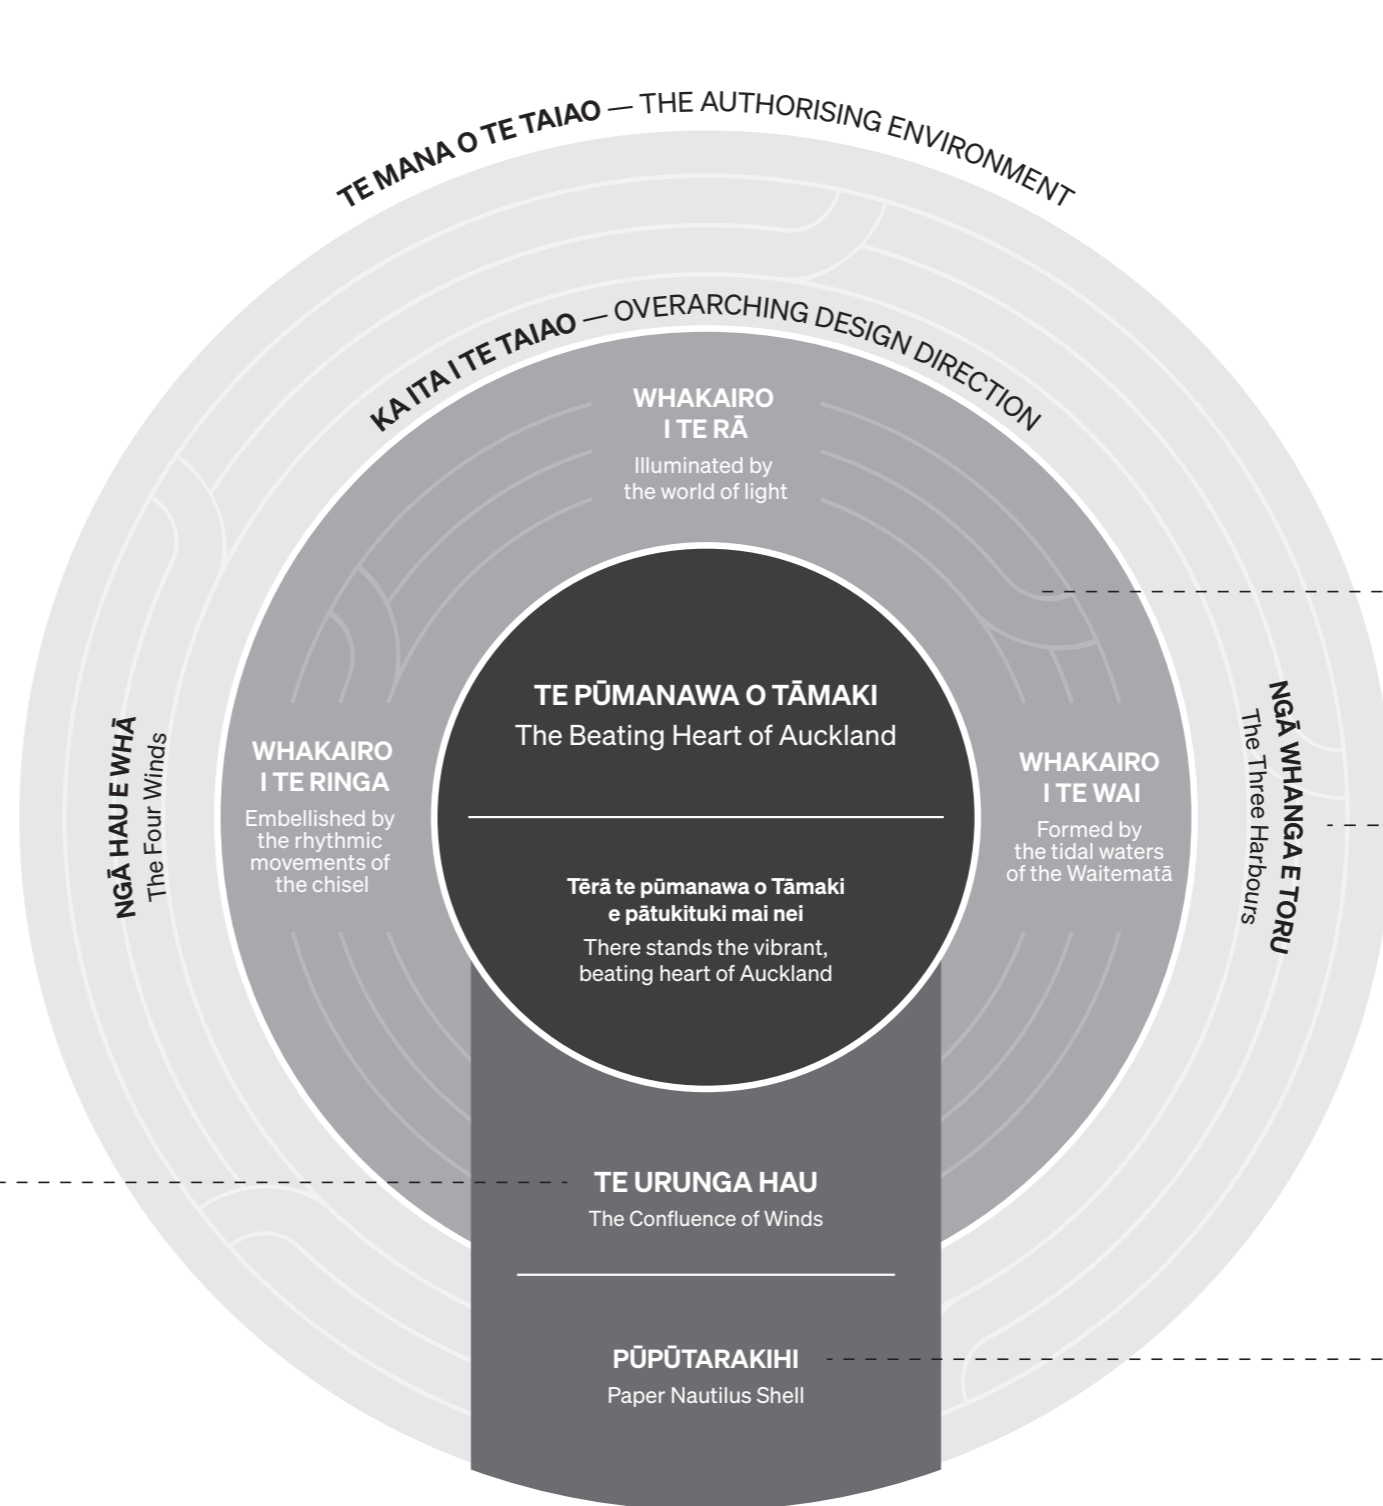 TE MANA O TE TAIAO — THE AUTHORISING ENVIRONMENT
KA ITA I TE TAIAO — OVERARCHING DESIGN DIRECTION
WHAKAIRO
I TE RĀ
Illuminated by
the world of light
NGĀ HAU E WHĀ
The Four Winds
WHAKAIRO
I TE RINGA
Embellished by
the rhythmic
movements of
the chisel
TE PŪMANAWA O TĀMAKI
The Beating Heart of Auckland
Tērā te pūmanawa o Tāmaki
e pātukituki mai nei
There stands the vibrant,
beating heart of Auckland
WHAKAIRO
I TE WAI
Formed by
the tidal waters
of the Waitematā
NGĀ WHANGA E TORU
The Three Harbours
TE URUNGA HAU
The Confluence of Winds
PŪPŪTARAKIHI
Paper Nautilus Shell